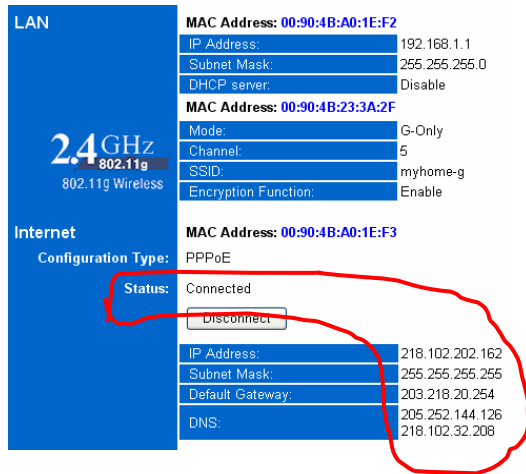 LAN
MAC Address: 00:90:4B:A0:1E:F2
IP Address: 192.168.1.1
Subnet Mask: 255.255.255.0
DHCP server: Disable
MAC Address: 00:90:4B:23:3A:2F
Mode: G-Only
Channel: 5
SSID: myhome-g
Encryption Function: Enable
2.4 GHz
802.11g
802.11g Wireless
Internet
MAC Address: 00:90:4B:A0:1E:F3
Configuration Type: PPPoE
Status: Connected
Disconnect
IP Address: 218.102.202.162
Subnet Mask: 255.255.255.255
Default Gateway: 203.218.20.254
DNS: 205.252.144.126
218.102.32.208